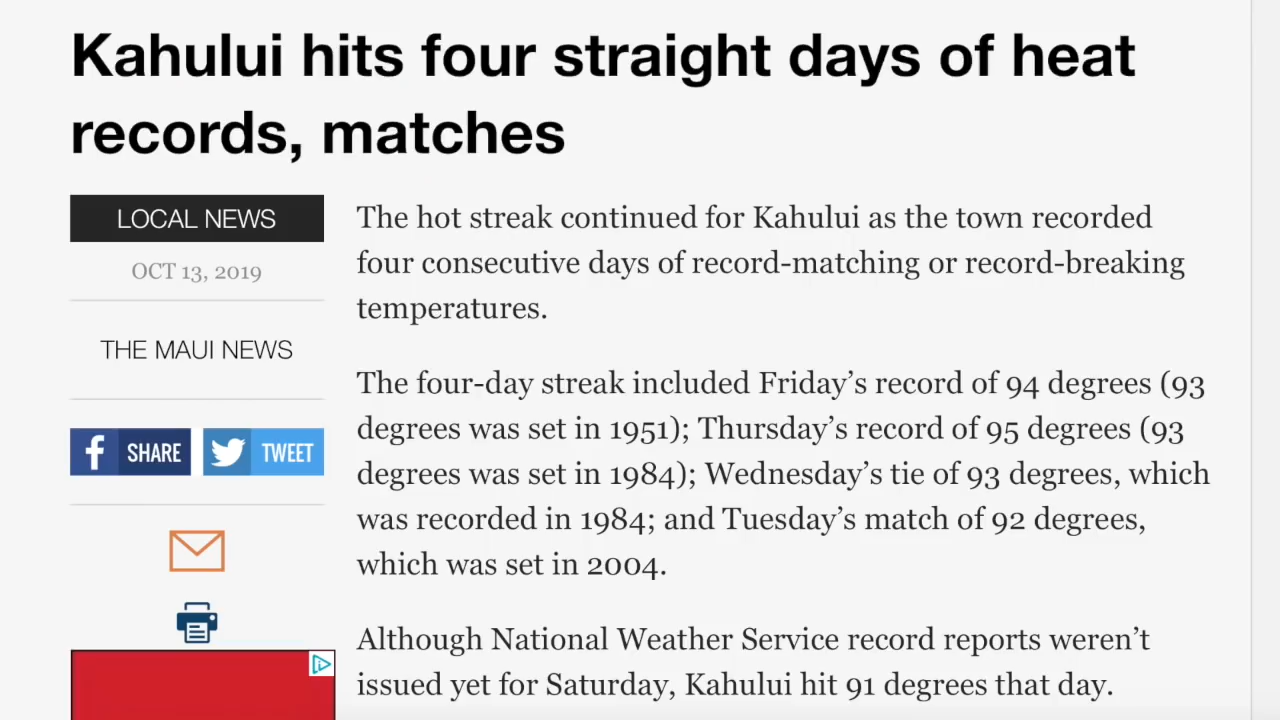 Kahului hits four straight days of heat
records, matches
LOCAL NEWS
OCT 13, 2019
THE MAUI NEWS
SHARE
TWEET
The hot streak continued for Kahului as the town recorded
four consecutive days of record-matching or record-breaking
temperatures.
The four-day streak included Friday’s record of 94 degrees (93
degrees was set in 1951); Thursday’s record of 95 degrees (93
degrees was set in 1984); Wednesday’s tie of 93 degrees, which
was recorded in 1984; and Tuesday’s match of 92 degrees,
which was set in 2004.
Although National Weather Service record reports weren’t
issued yet for Saturday, Kahului hit 91 degrees that day.